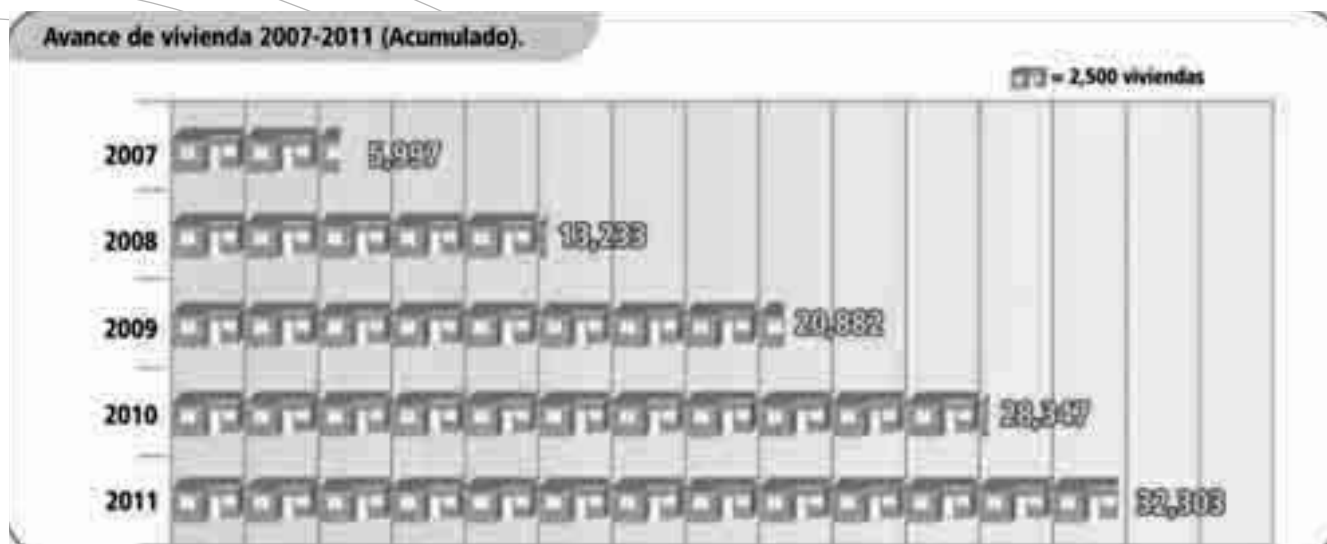 Avance de vivienda 2007-2011 (Acumulado).
= 2,500 viviendas
2007 5,997
2008 13,233
2009 20,882
2010 28,347
2011 32,303